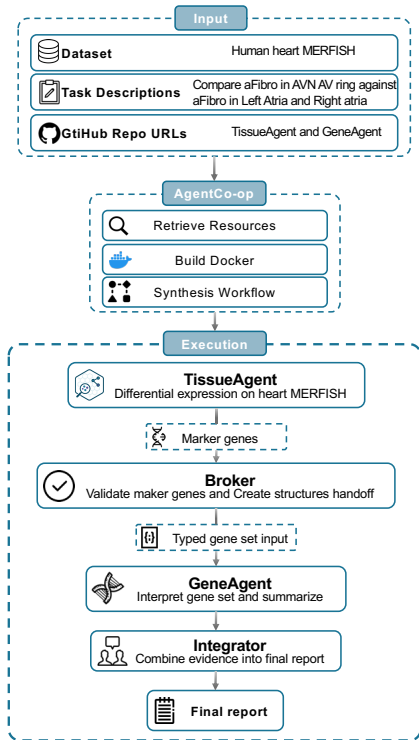 Input
Dataset
Human heart MERFISH
Task Descriptions
Compare aFibro in AVN AV ring against
aFibro in Left Atria and Right atria
GtiHub Repo URLs
TissueAgent and GeneAgent
AgentCo-op
Retrieve Resources
Build Docker
Synthesis Workflow
Execution
TissueAgent
Differential expression on heart MERFISH
Marker genes
Broker
Validate maker genes and Create structures handoff
Typed gene set input
GeneAgent
Interpret gene set and summarize
Integrator
Combine evidence into final report
Final report